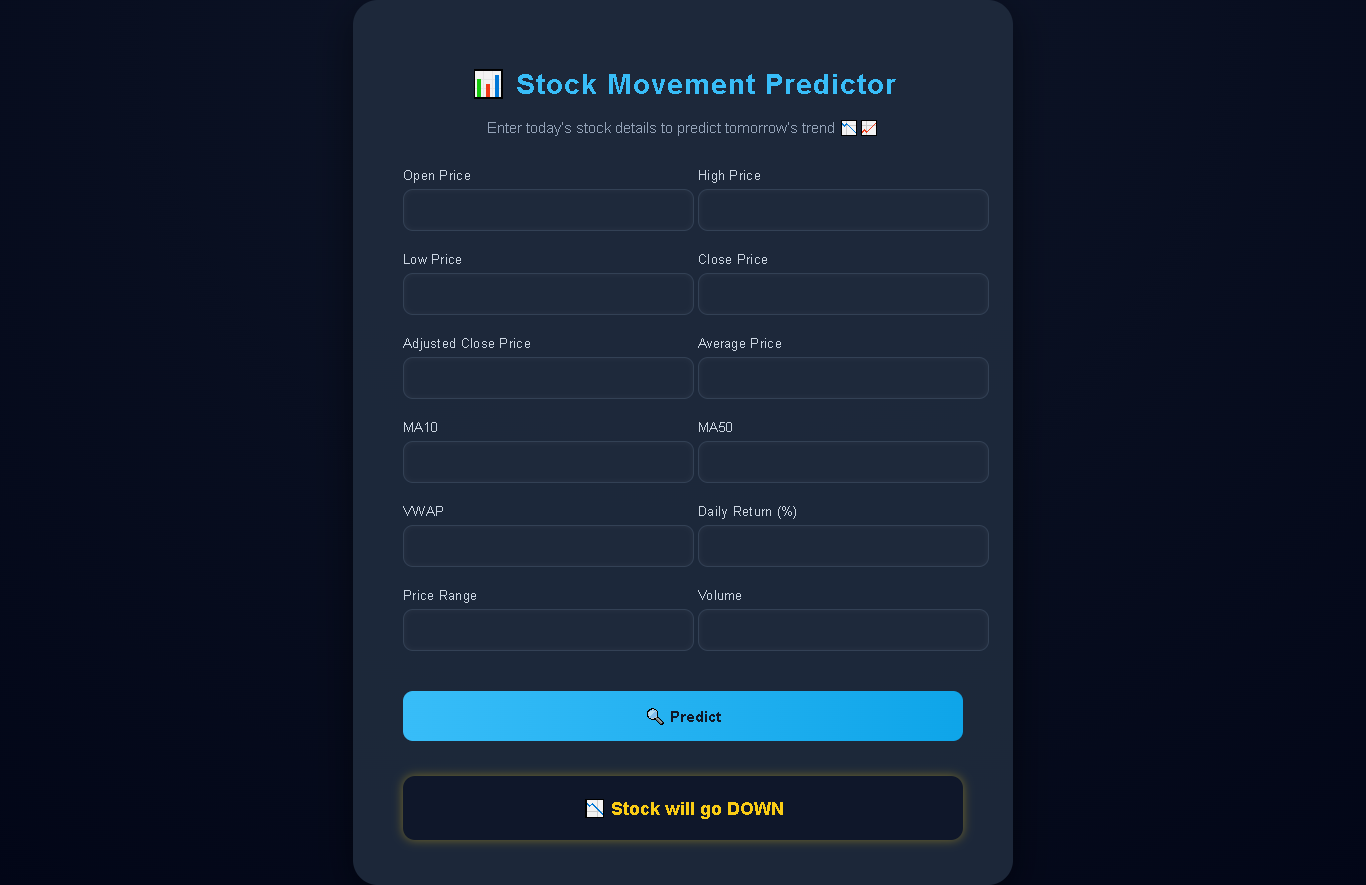 📊 Stock Movement Predictor
Enter today's stock details to predict tomorrow's trend 📉📈
Open Price
High Price
Low Price
Close Price
Adjusted Close Price
Average Price
MA10
MA50
VWAP
Daily Return (%)
Price Range
Volume
🔍 Predict
📉 Stock will go DOWN